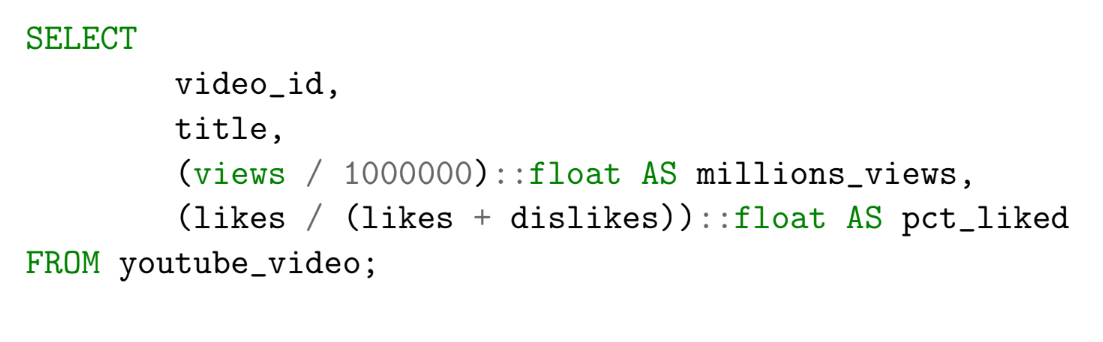 SELECT
video_id,
title,
(views / 1000000)::float AS millions_views,
(likes / (likes + dislikes))::float AS pct_liked
FROM youtube_video;